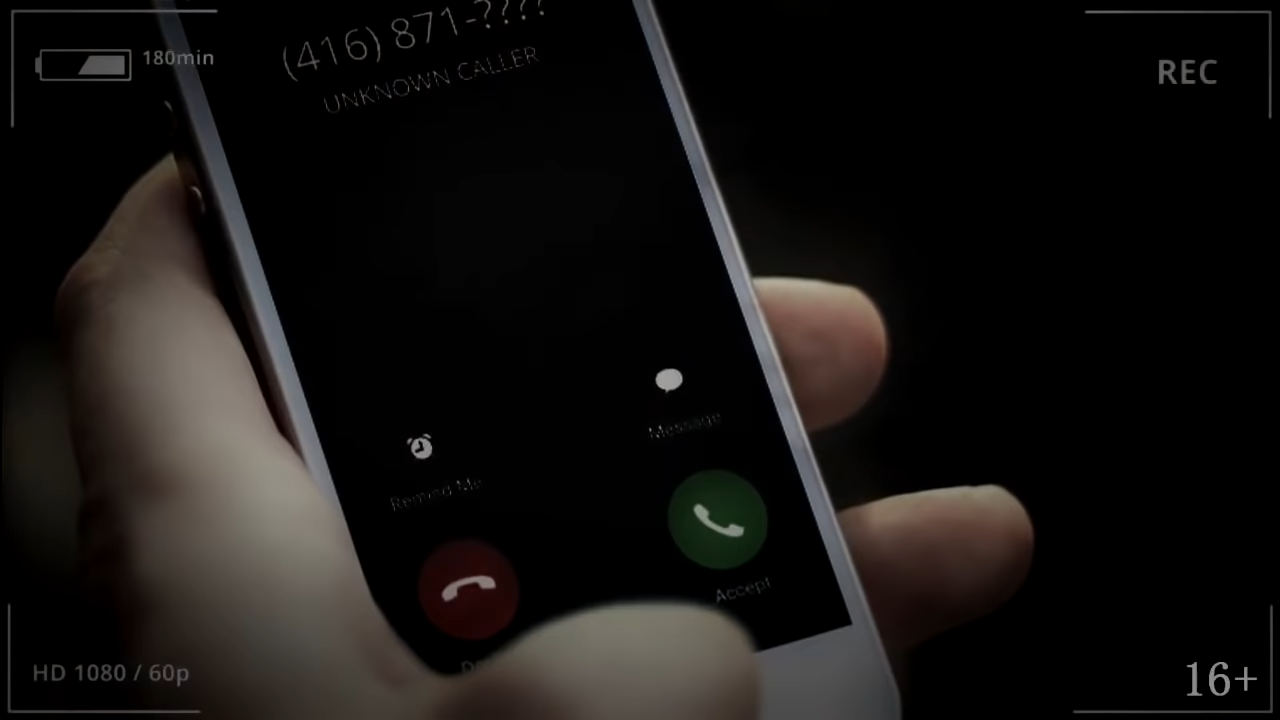 (416) 871-????
UNKNOWN CALLER
180min
REC
Message
Remind Me
Accept
HD 1080 / 60p
16+